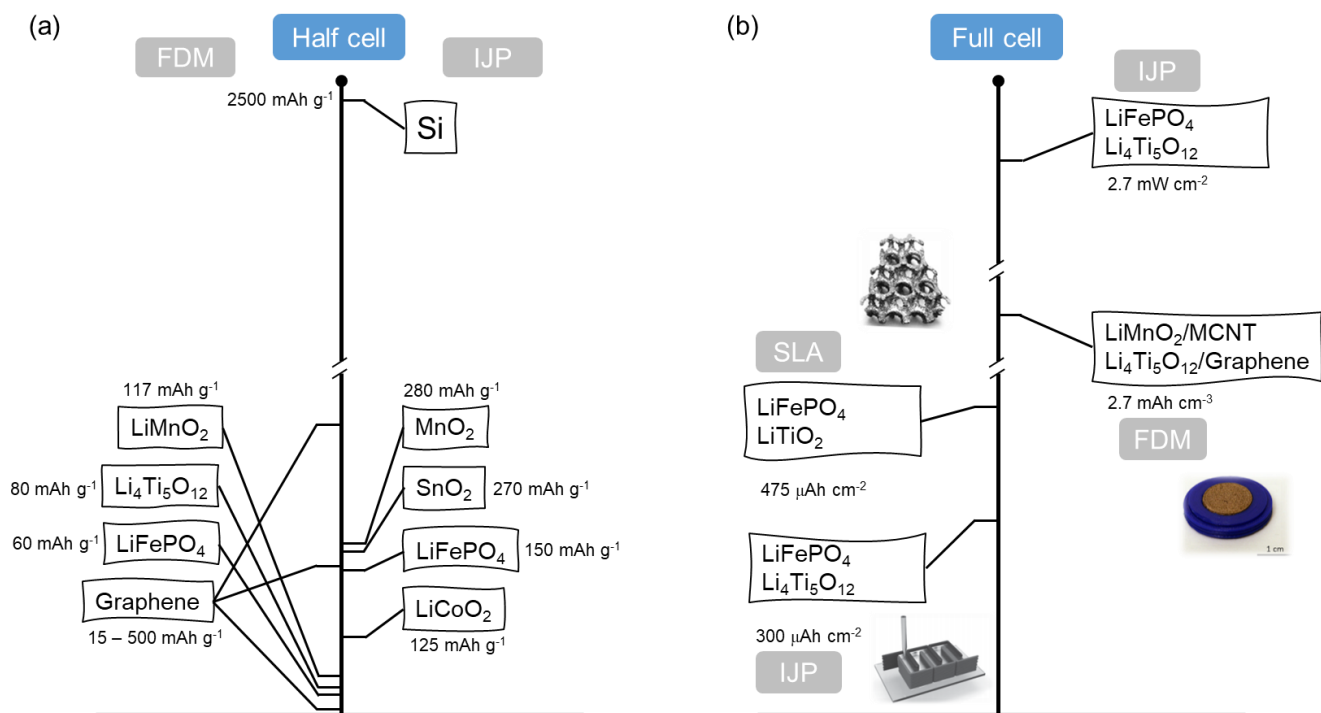 (a)
Half cell
FDM
IJP
2500 mAh g⁻¹
Si
117 mAh g⁻¹
LiMnO₂
80 mAh g⁻¹
Li₄Ti₅O₁₂
60 mAh g⁻¹
LiFePO₄
Graphene
15 – 500 mAh g⁻¹
280 mAh g⁻¹
MnO₂
SnO₂
270 mAh g⁻¹
LiFePO₄
150 mAh g⁻¹
LiCoO₂
125 mAh g⁻¹
(b)
Full cell
IJP
LiFePO₄
Li₄Ti₅O₁₂
2.7 mW cm⁻²
LiMnO₂/MCNT
Li₄Ti₅O₁₂/Graphene
2.7 mAh cm⁻³
FDM
1 cm
SLA
LiFePO₄
LiTiO₂
475 μAh cm⁻²
LiFePO₄
Li₄Ti₅O₁₂
300 μAh cm⁻²
IJP